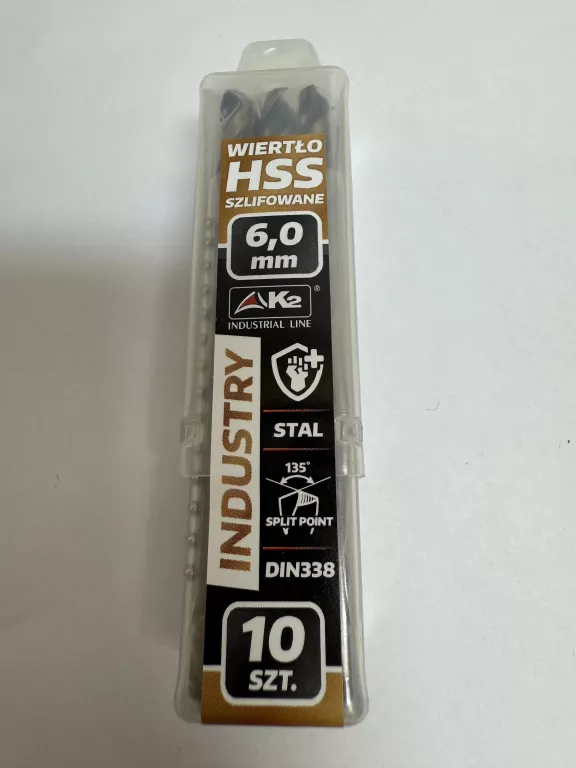 WIERTŁO
HSS
SZLIFOWANE
6,0
mm
K2®
INDUSTRIAL LINE
INDUSTRY
STAL
135°
SPLIT POINT
DIN338
10
SZT.